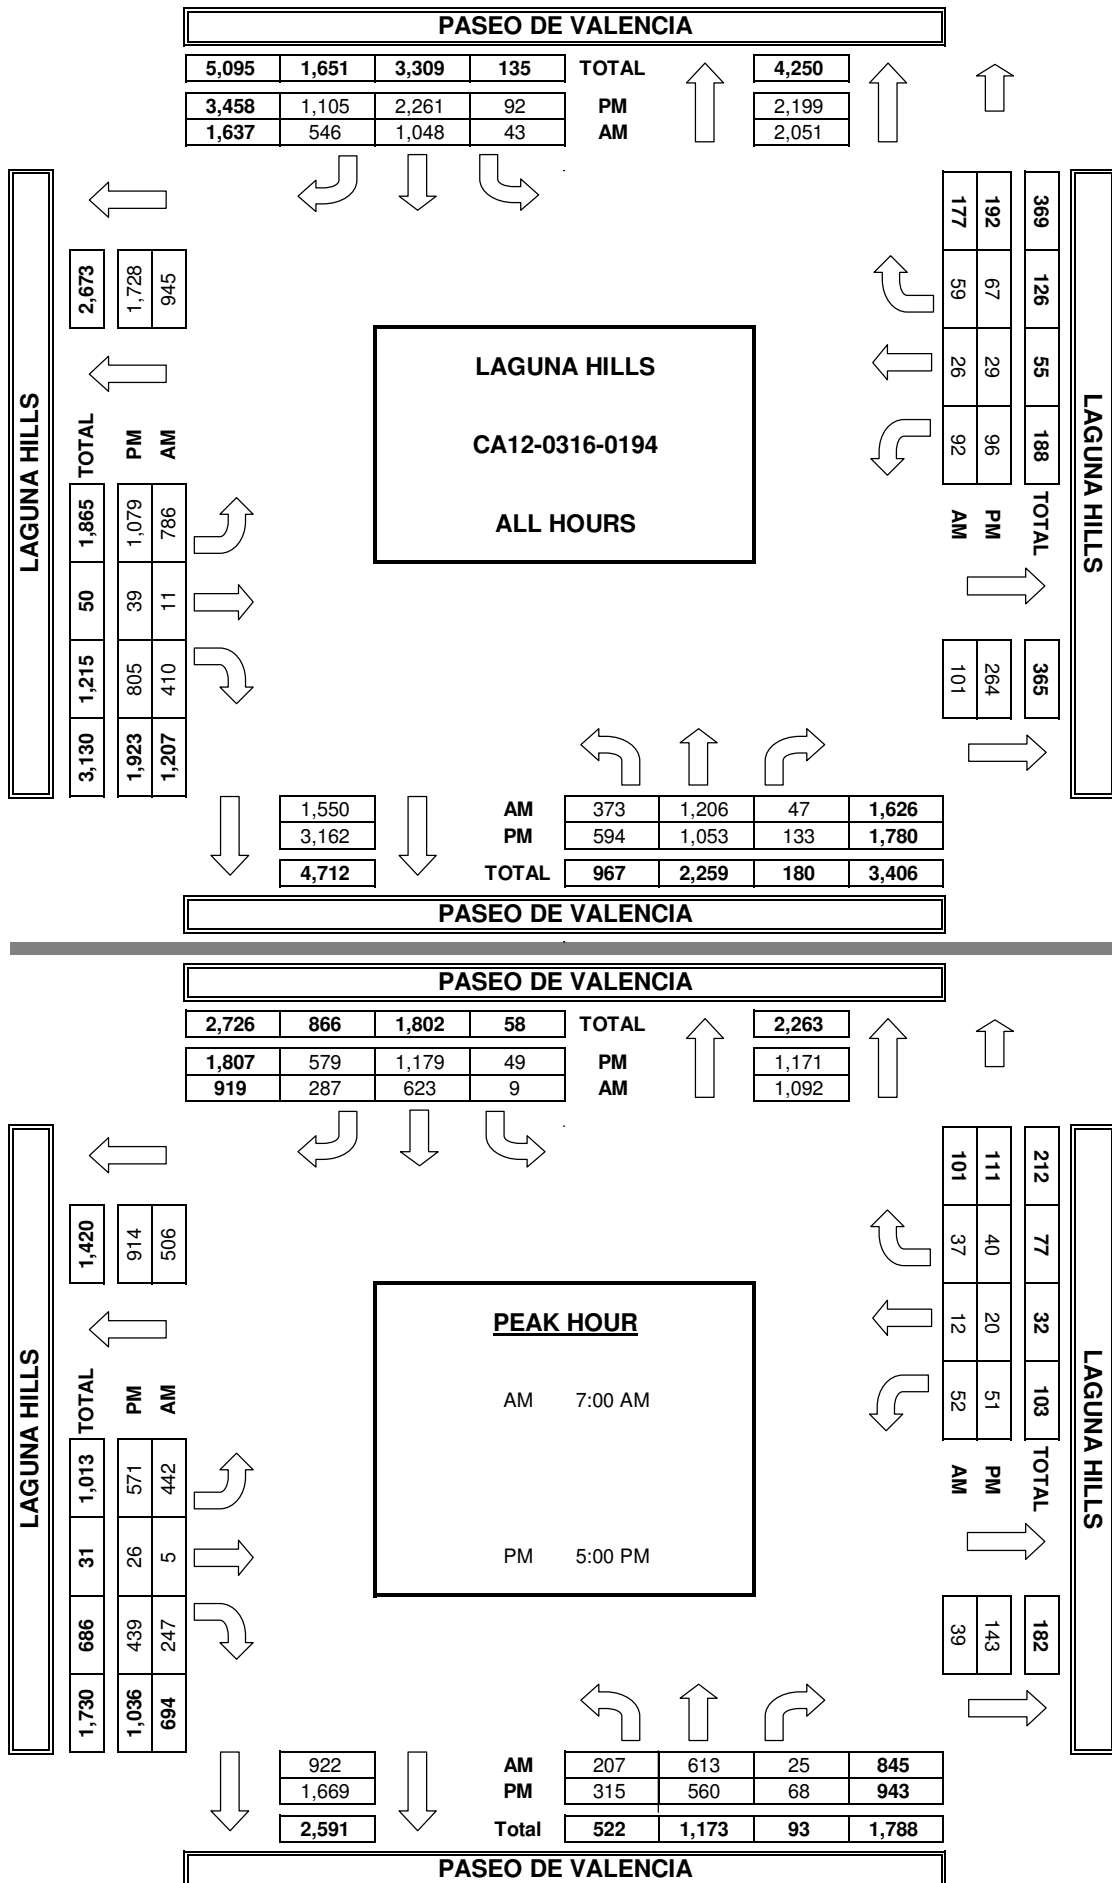 PASEO DE VALENCIA
5,095 1,651 3,309 135 TOTAL 4,250
3,458 1,105 2,261 92 PM 2,199
1,637 546 1,048 43 AM 2,051
LAGUNA HILLS
2,673 1,728 945
TOTAL PM AM
1,865 1,079 786
50 39 11
1,215 805 410
3,130 1,923 1,207
LAGUNA HILLS
CA12-0316-0194
ALL HOURS
177 192 369
59 67 126
26 29 55
92 96 188
AM PM TOTAL
101 264 365
LAGUNA HILLS
1,550 AM 373 1,206 47 1,626
3,162 PM 594 1,053 133 1,780
4,712 TOTAL 967 2,259 180 3,406
PASEO DE VALENCIA
PASEO DE VALENCIA
2,726 866 1,802 58 TOTAL 2,263
1,807 579 1,179 49 PM 1,171
919 287 623 9 AM 1,092
LAGUNA HILLS
1,420 914 506
TOTAL PM AM
1,013 571 442
31 26 5
686 439 247
1,730 1,036 694
PEAK HOUR
AM 7:00 AM
PM 5:00 PM
101 111 212
37 40 77
12 20 32
52 51 103
AM PM TOTAL
39 143 182
LAGUNA HILLS
922 AM 207 613 25 845
1,669 PM 315 560 68 943
2,591 Total 522 1,173 93 1,788
PASEO DE VALENCIA